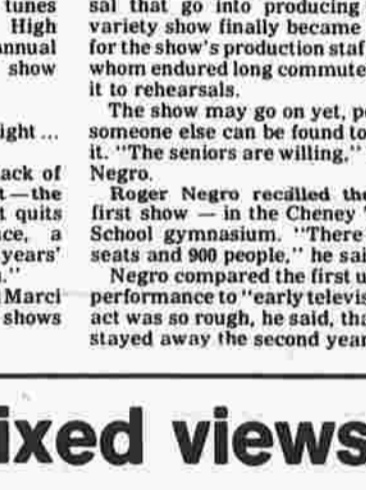 tunes
High
Annual
show
ight ...
ack of
t—the
t quits
ce, a
years'
."
Marci
shows
sal that go into producing
variety show finally became
for the show's production staf
whom endured long commute
it to rehearsals.
The show may go on yet, p
someone else can be found to
it. "The seniors are willing,"
Negro.
Roger Negro recalled the
first show — in the Cheney
School gymnasium. "There
seats and 900 people," he sai
Negro compared the first u
performance to "early televis
act was so rough, he said, tha
stayed away the second year
ixed views